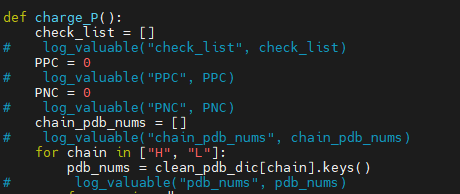 def charge_P():
    check_list = []
#    log_valuable("check_list", check_list)
    PPC = 0
#    log_valuable("PPC", PPC)
    PNC = 0
#    log_valuable("PNC", PNC)
    chain_pdb_nums = []
#    log_valuable("chain_pdb_nums", chain_pdb_nums)
    for chain in ["H", "L"]:
        pdb_nums = clean_pdb_dic[chain].keys()
#        log_valuable("pdb_nums", pdb_nums)